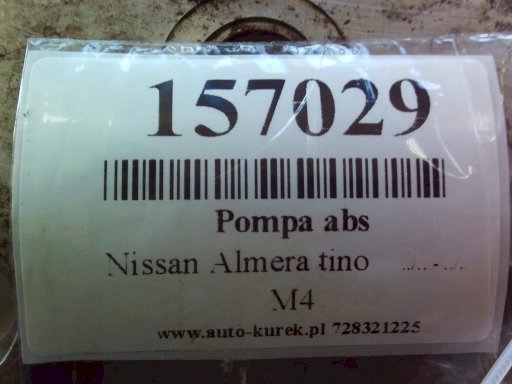 157029
Pompa abs
Nissan Almera tino
M4
www.auto-kurek.pl 728321225